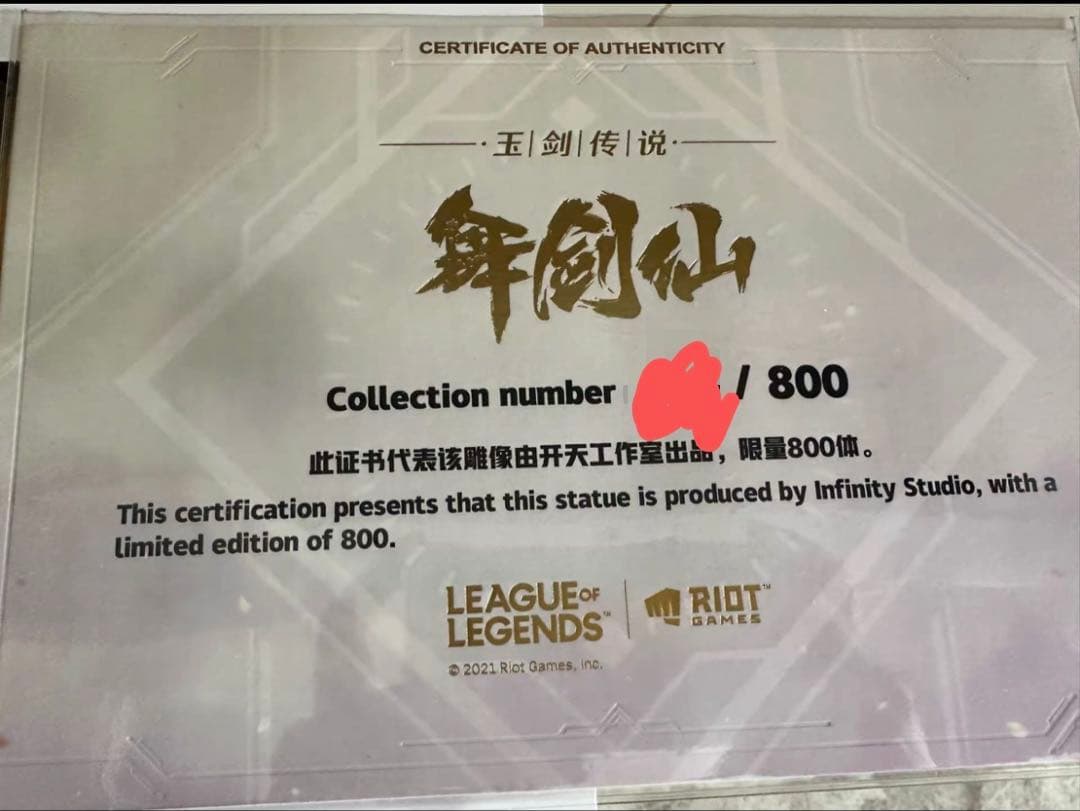 CERTIFICATE OF AUTHENTICITY
·玉|剑|传|说·
舞剑仙
Collection number / 800
此证书代表该雕像由开天工作室出品，限量800体。
This certification presents that this statue is produced by Infinity Studio, with a
limited edition of 800.
LEAGUE OF
LEGENDS™
RIOT™
GAMES
© 2021 Riot Games, Inc.